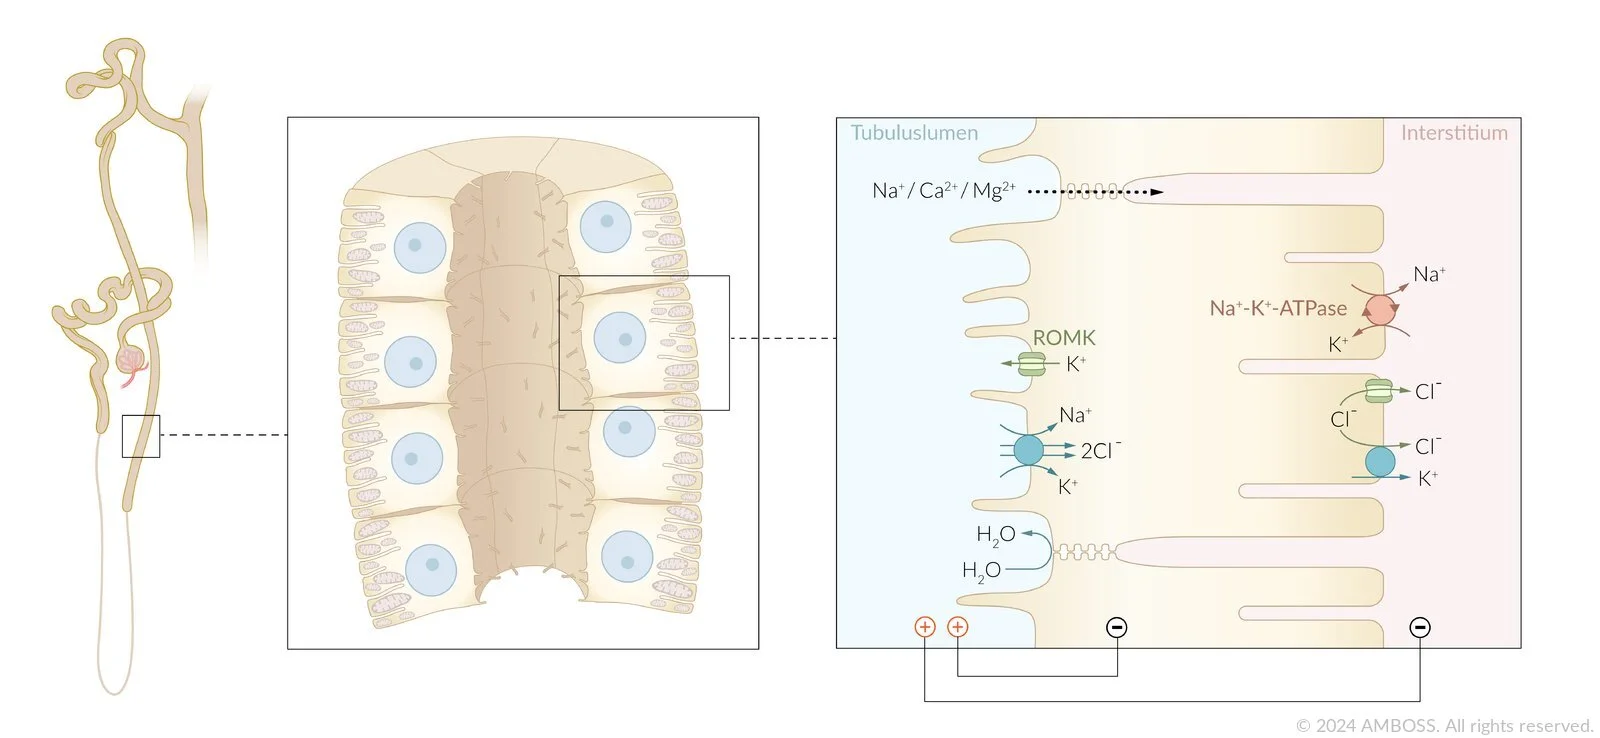 Tubuluslumen
Interstitium
Na⁺/ Ca²⁺/ Mg²⁺
Na⁺
Na⁺-K⁺-ATPase
K⁺
ROMK
K⁺
Cl⁻
Cl⁻
Na⁺
2Cl⁻
K⁺
Cl⁻
K⁺
H₂O
H₂O
+ + − −
© 2024 AMBOSS. All rights reserved.